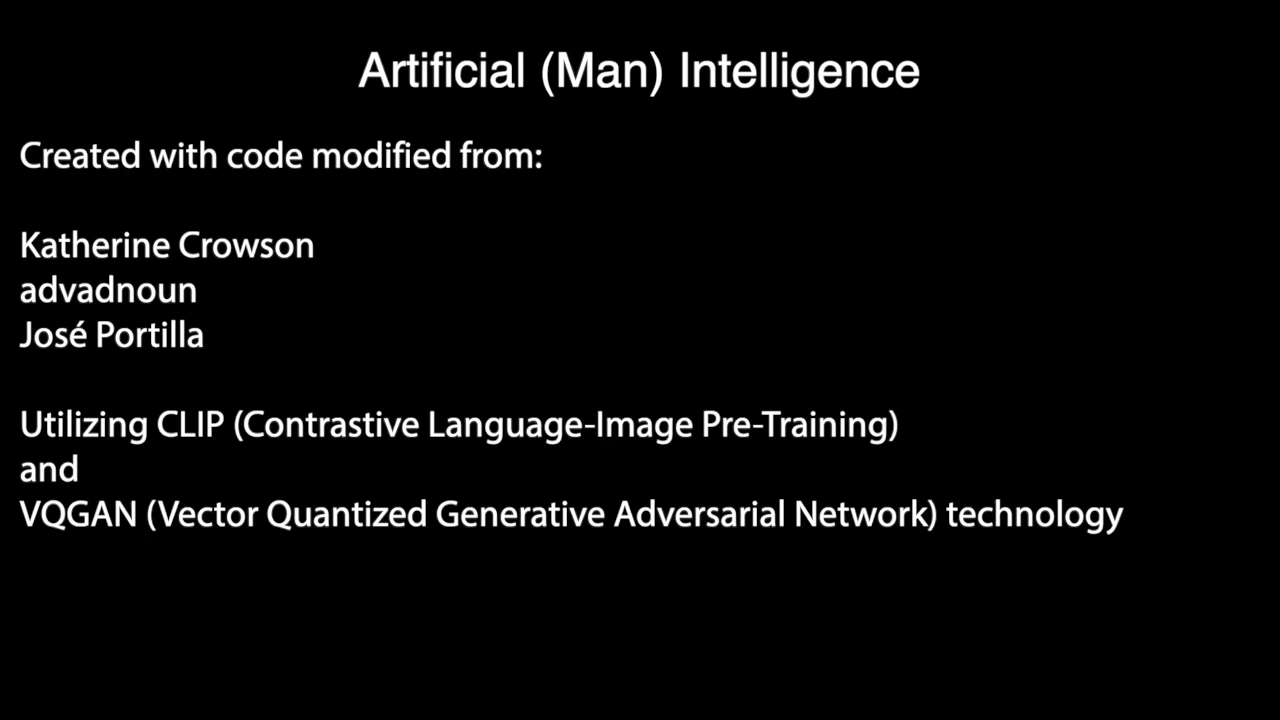 Artificial (Man) Intelligence
Created with code modified from:
Katherine Crowson
advadnoun
José Portilla
Utilizing CLIP (Contrastive Language-Image Pre-Training)
and
VQGAN (Vector Quantized Generative Adversarial Network) technology